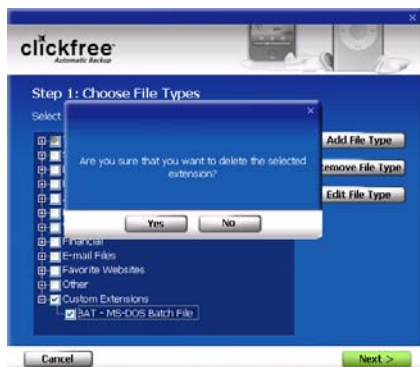 clickfree
Automatic Backup
Step 1: Choose File Types
Select
Add File Type
Remove File Type
Edit File Type
Are you sure that you want to delete the selected
extension?
Yes
No
Financial
E-mail Files
Favorite Websites
Other
Custom Extensions
BAT - MS-DOS Batch File
Cancel
Next >